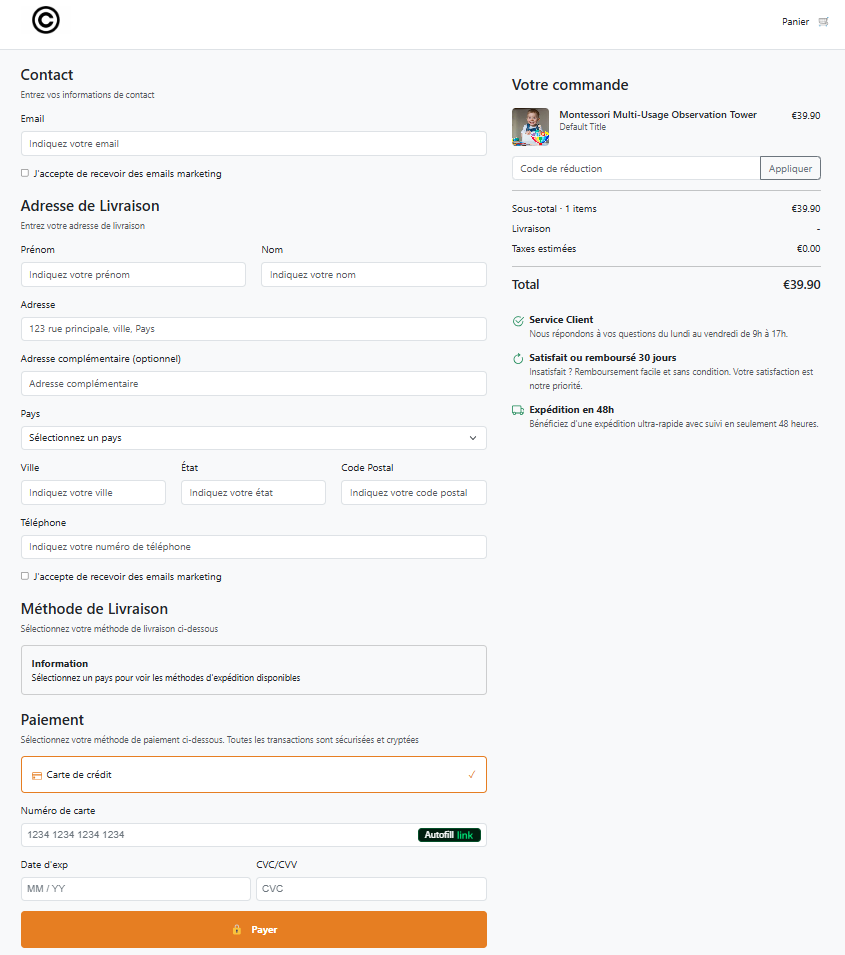 ©
Panier
Contact
Entrez vos informations de contact
Email
Indiquez votre email
J'accepte de recevoir des emails marketing
Adresse de Livraison
Entrez votre adresse de livraison
Prénom
Nom
Indiquez votre prénom
Indiquez votre nom
Adresse
123 rue principale, ville, Pays
Adresse complémentaire (optionnel)
Adresse complémentaire
Pays
Sélectionnez un pays
Ville
État
Code Postal
Indiquez votre ville
Indiquez votre état
Indiquez votre code postal
Téléphone
Indiquez votre numéro de téléphone
J'accepte de recevoir des emails marketing
Méthode de Livraison
Sélectionnez votre méthode de livraison ci-dessous
Information
Sélectionnez un pays pour voir les méthodes d'expédition disponibles
Paiement
Sélectionnez votre méthode de paiement ci-dessous. Toutes les transactions sont sécurisées et cryptées
Carte de crédit
Numéro de carte
1234 1234 1234 1234
Autofill link
Date d'exp
CVC/CVV
MM / YY
CVC
Payer
Votre commande
Montessori Multi-Usage Observation Tower
€39.90
Default Title
Code de réduction
Appliquer
Sous-total · 1 items
€39.90
Livraison
-
Taxes estimées
€0.00
Total
€39.90
Service Client
Nous répondons à vos questions du lundi au vendredi de 9h à 17h.
Satisfait ou remboursé 30 jours
Insatisfait ? Remboursement facile et sans condition. Votre satisfaction est
notre priorité.
Expédition en 48h
Bénéficiez d'une expédition ultra-rapide avec suivi en seulement 48 heures.